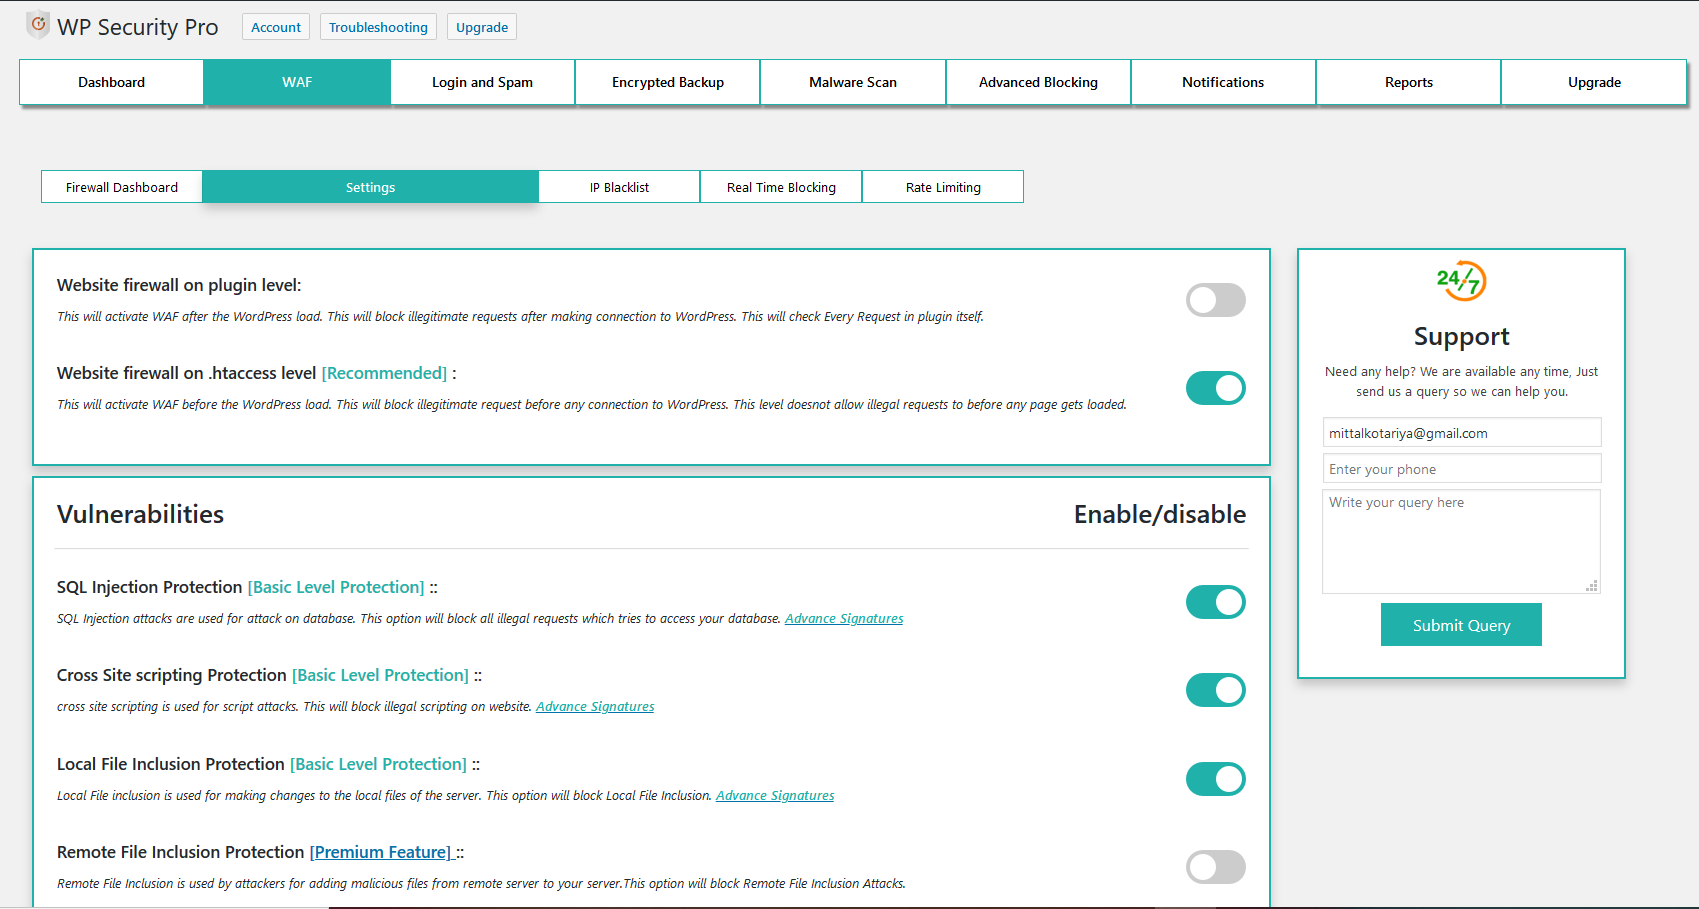 WP Security Pro Account Troubleshooting Upgrade
Dashboard WAF Login and Spam Encrypted Backup Malware Scan Advanced Blocking Notifications Reports Upgrade
Firewall Dashboard Settings IP Blacklist Real Time Blocking Rate Limiting
Website firewall on plugin level:
This will activate WAF after the WordPress load. This will block illegitimate requests after making connection to WordPress. This will check Every Request in plugin itself.
Website firewall on .htaccess level [Recommended] :
This will activate WAF before the WordPress load. This will block illegitimate request before any connection to WordPress. This level doesnot allow illegal requests to before any page gets loaded.
Vulnerabilities Enable/disable
SQL Injection Protection [Basic Level Protection] ::
SQL Injection attacks are used for attack on database. This option will block all illegal requests which tries to access your database. Advance Signatures
Cross Site scripting Protection [Basic Level Protection] ::
cross site scripting is used for script attacks. This will block illegal scripting on website. Advance Signatures
Local File Inclusion Protection [Basic Level Protection] ::
Local File inclusion is used for making changes to the local files of the server. This option will block Local File Inclusion. Advance Signatures
Remote File Inclusion Protection [Premium Feature] ::
Remote File Inclusion is used by attackers for adding malicious files from remote server to your server.This option will block Remote File Inclusion Attacks.
24/7
Support
Need any help? We are available any time, Just
send us a query so we can help you.
mittalkotariya@gmail.com
Enter your phone
Write your query here
Submit Query